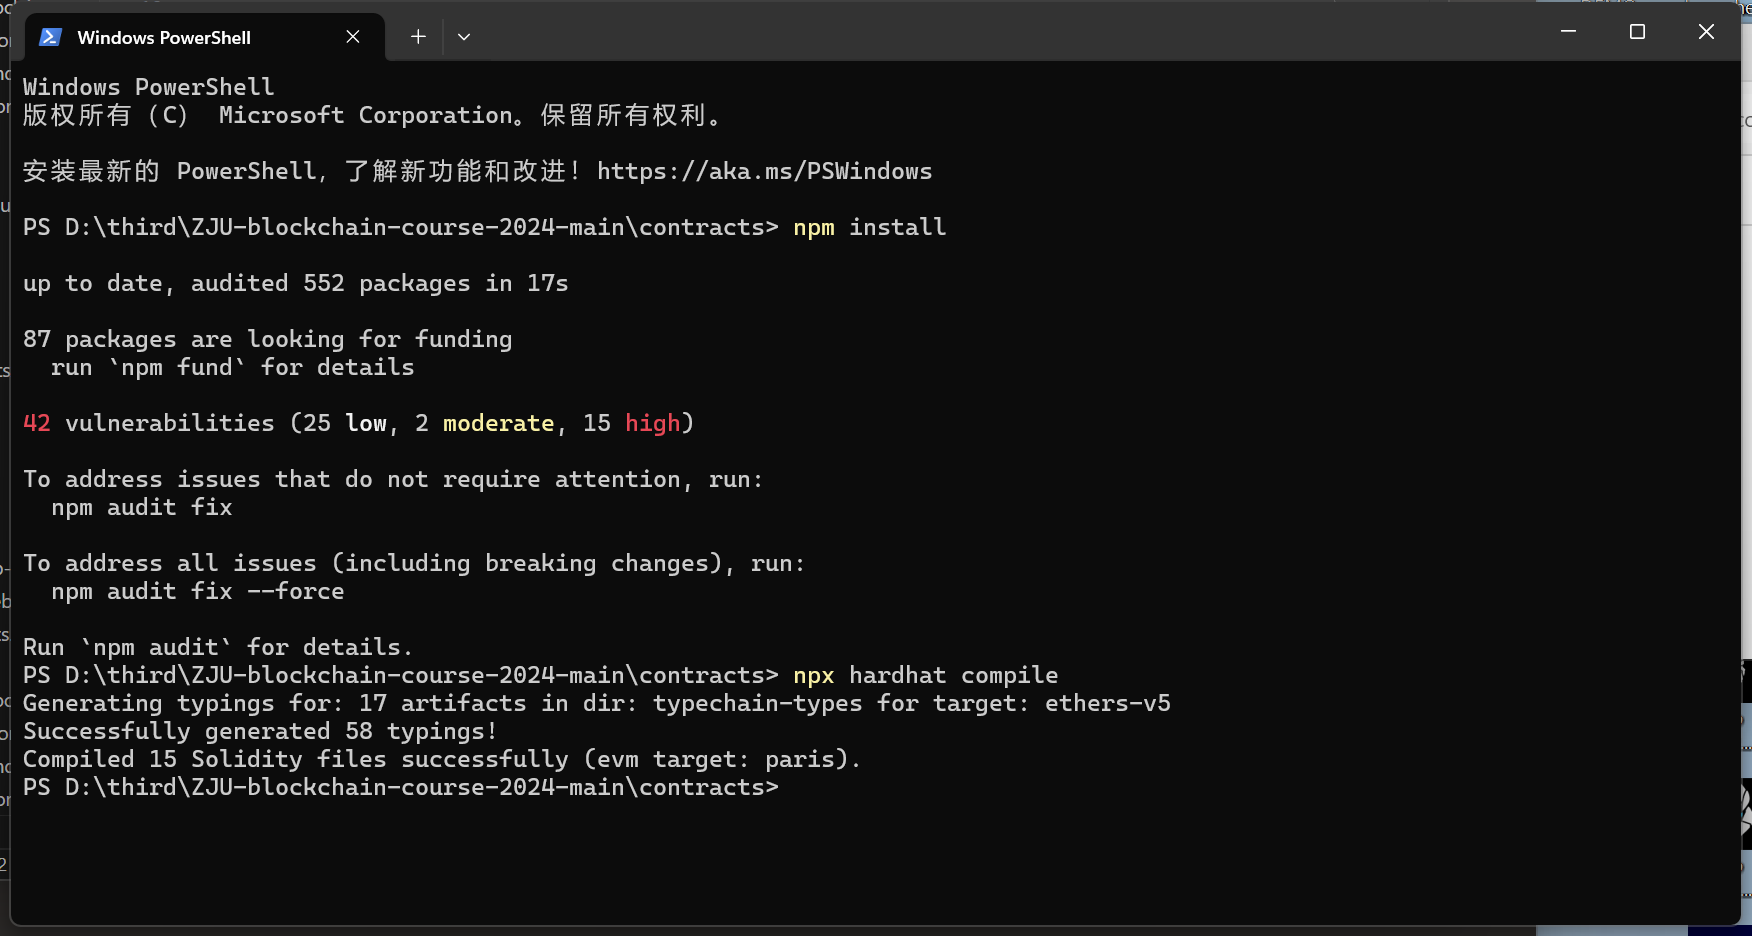 Windows PowerShell
Windows PowerShell
版权所有（C） Microsoft Corporation。保留所有权利。
安装最新的 PowerShell，了解新功能和改进！https://aka.ms/PSWindows
PS D:\third\ZJU-blockchain-course-2024-main\contracts> npm install
up to date, audited 552 packages in 17s
87 packages are looking for funding
  run `npm fund` for details
42 vulnerabilities (25 low, 2 moderate, 15 high)
To address issues that do not require attention, run:
  npm audit fix
To address all issues (including breaking changes), run:
  npm audit fix --force
Run `npm audit` for details.
PS D:\third\ZJU-blockchain-course-2024-main\contracts> npx hardhat compile
Generating typings for: 17 artifacts in dir: typechain-types for target: ethers-v5
Successfully generated 58 typings!
Compiled 15 Solidity files successfully (evm target: paris).
PS D:\third\ZJU-blockchain-course-2024-main\contracts>